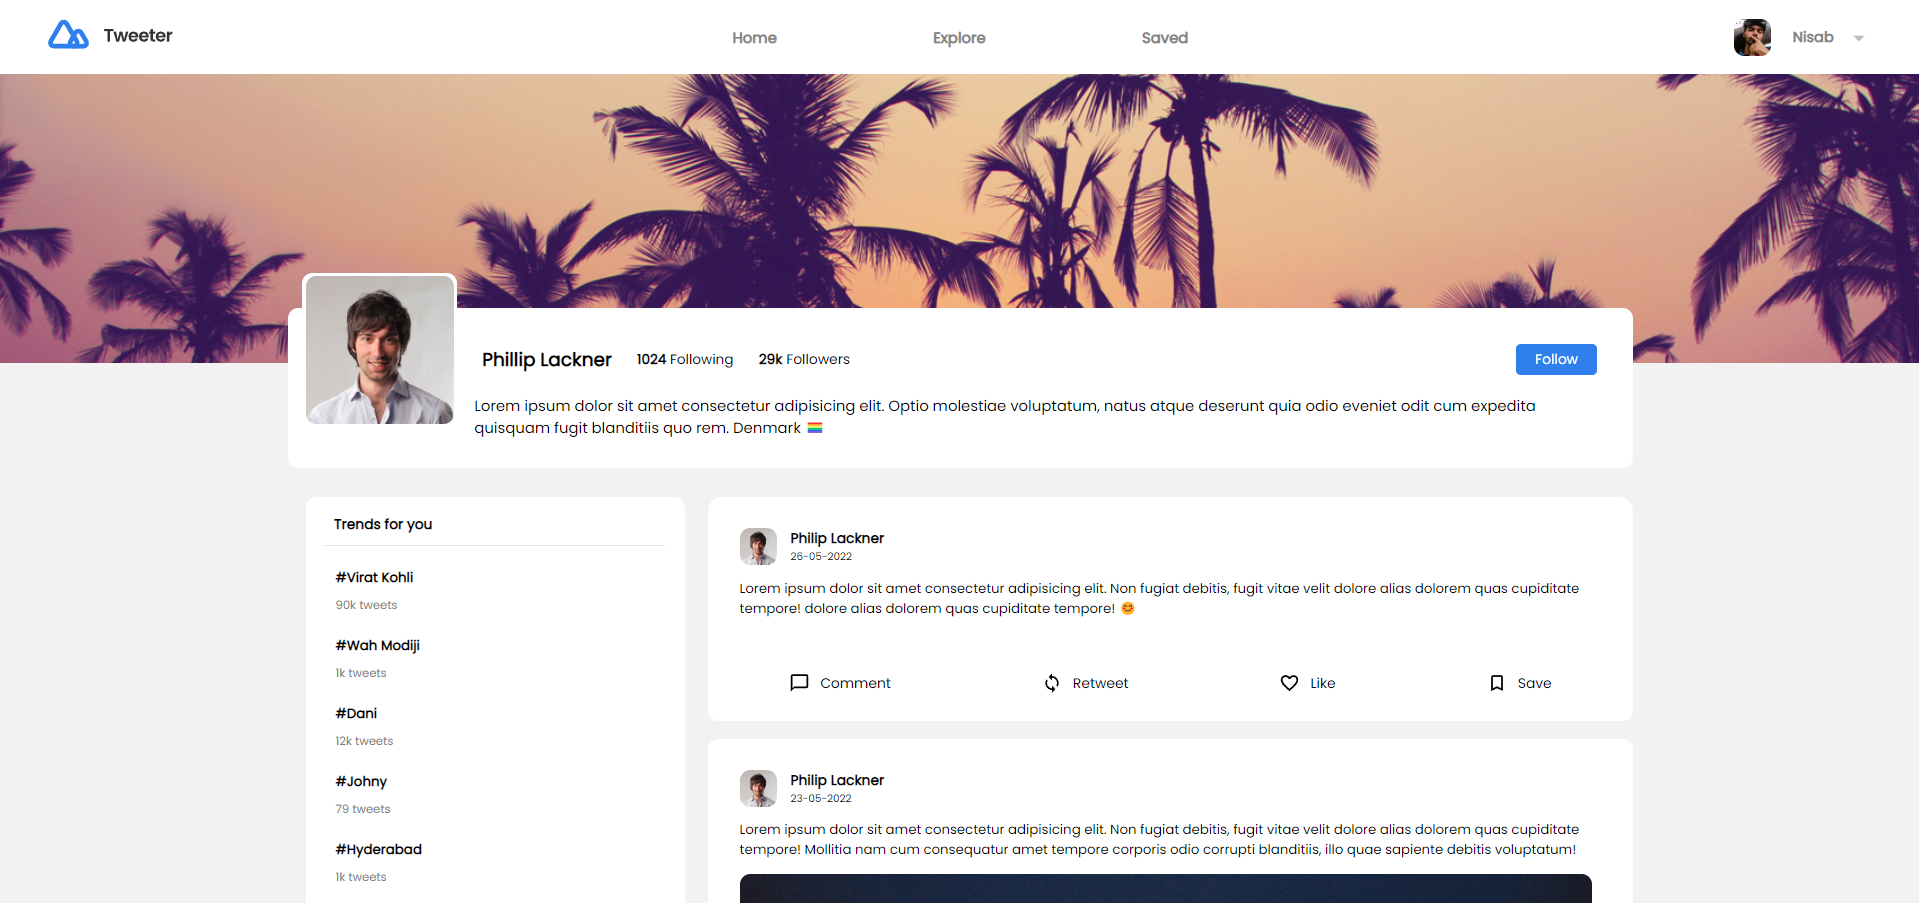 Tweeter
Home
Explore
Saved
Nisab
Phillip Lackner
1024 Following
29k Followers
Follow
Lorem ipsum dolor sit amet consectetur adipisicing elit. Optio molestiae voluptatum, natus atque deserunt quia odio eveniet odit cum expedita
quisquam fugit blanditiis quo rem. Denmark 🏳️‍🌈
Trends for you
#Virat Kohli
90k tweets
#Wah Modiji
1k tweets
#Dani
12k tweets
#Johny
79 tweets
#Hyderabad
1k tweets
Philip Lackner
26-05-2022
Lorem ipsum dolor sit amet consectetur adipisicing elit. Non fugiat debitis, fugit vitae velit dolore alias dolorem quas cupiditate
tempore! dolore alias dolorem quas cupiditate tempore! 😊
Comment
Retweet
Like
Save
Philip Lackner
23-05-2022
Lorem ipsum dolor sit amet consectetur adipisicing elit. Non fugiat debitis, fugit vitae velit dolore alias dolorem quas cupiditate
tempore! Mollitia nam cum consequatur amet tempore corporis odio corrupti blanditiis, illo quae sapiente debitis voluptatum!